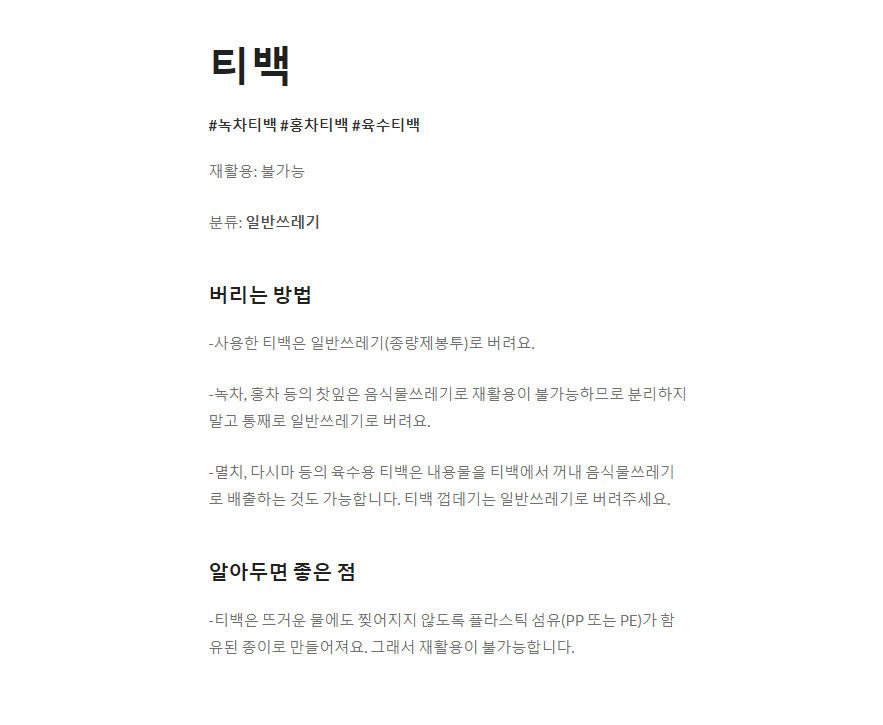 티백
#녹차티백 #홍차티백 #육수티백
재활용: 불가능
분류: 일반쓰레기
버리는 방법
-사용한 티백은 일반쓰레기(종량제봉투)로 버려요.
-녹차, 홍차 등의 찻잎은 음식물쓰레기로 재활용이 불가능하므로 분리하지
말고 통째로 일반쓰레기로 버려요.
-멸치, 다시마 등의 육수용 티백은 내용물을 티백에서 꺼내 음식물쓰레기
로 배출하는 것도 가능합니다. 티백 껍데기는 일반쓰레기로 버려주세요.
알아두면 좋은 점
-티백은 뜨거운 물에도 찢어지지 않도록 플라스틱 섬유(PP 또는 PE)가 함
유된 종이로 만들어져요. 그래서 재활용이 불가능합니다.